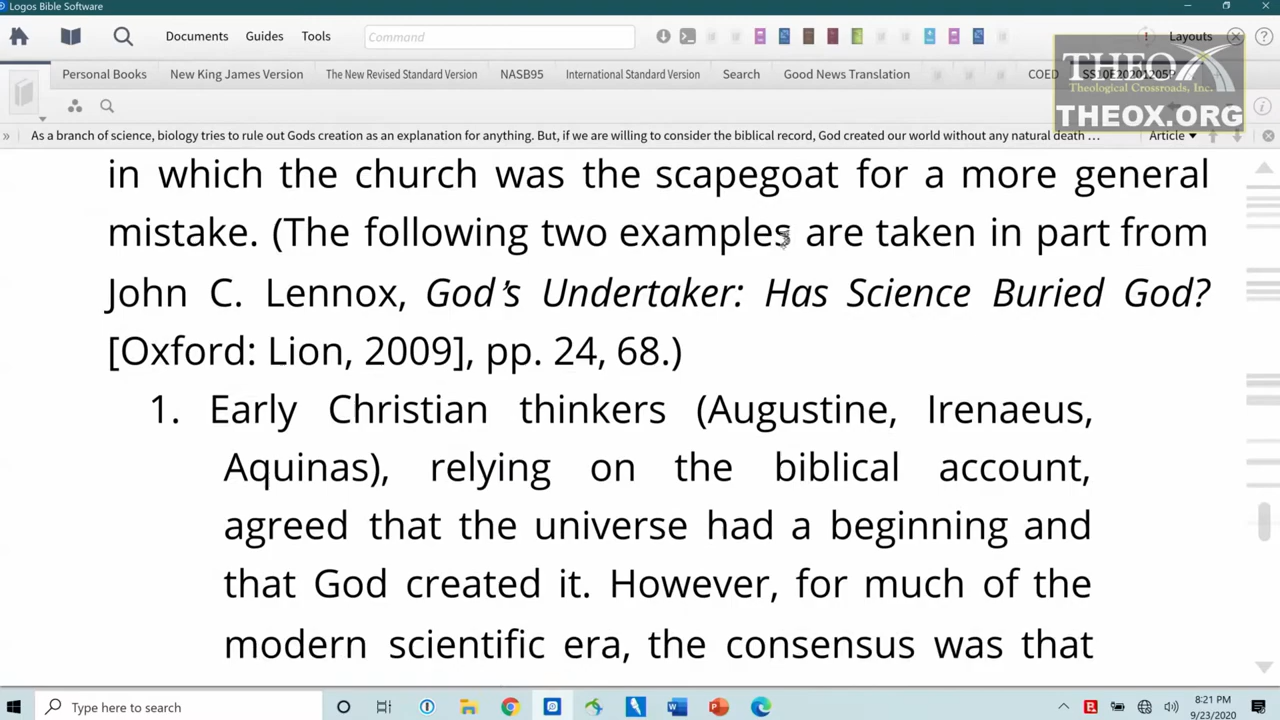 Logos Bible Software
Documents Guides Tools Command Layouts
Personal Books New King James Version The New Revised Standard Version NASB95 International Standard Version Search Good News Translation COED SS10E20201205P
THEO
Theological Crossroads, Inc.
THEOX.ORG
» As a branch of science, biology tries to rule out Gods creation as an explanation for anything. But, if we are willing to consider the biblical record, God created our world without any natural death ... Article
in which the church was the scapegoat for a more general
mistake. (The following two examples are taken in part from
John C. Lennox, God’s Undertaker: Has Science Buried God?
[Oxford: Lion, 2009], pp. 24, 68.)
1. Early Christian thinkers (Augustine, Irenaeus,
Aquinas), relying on the biblical account,
agreed that the universe had a beginning and
that God created it. However, for much of the
modern scientific era, the consensus was that
Type here to search
8:21 PM
9/23/2020